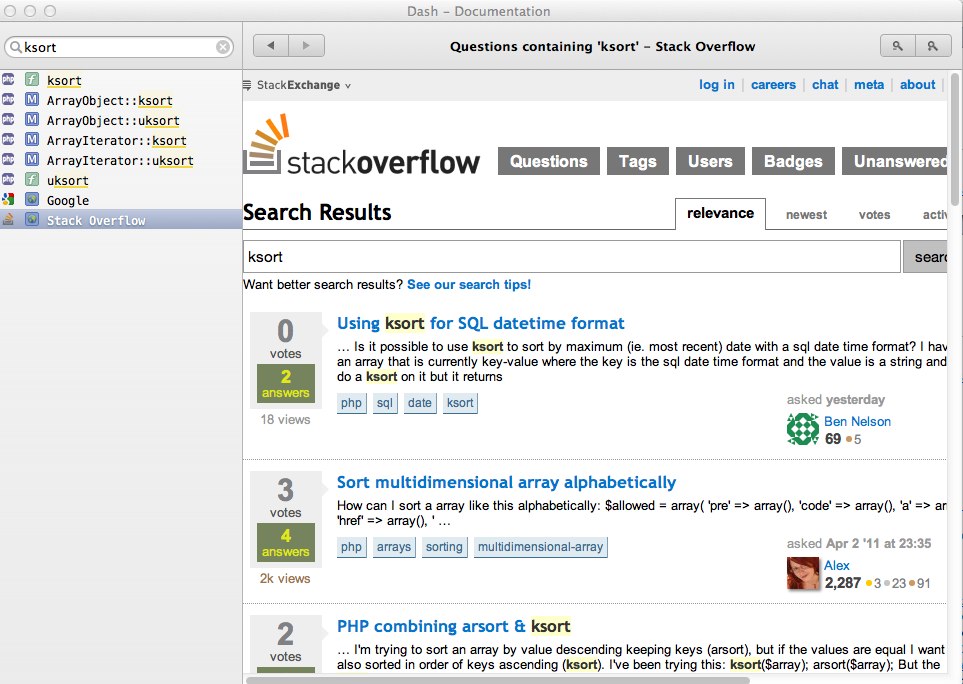 Dash – Documentation
ksort
Questions containing 'ksort' – Stack Overflow
php f ksort
php M ArrayObject::ksort
php M ArrayObject::uksort
php M ArrayIterator::ksort
php M ArrayIterator::uksort
php f uksort
Google
Stack Overflow
StackExchange
log in | careers | chat | meta | about |
stackoverflow
Questions Tags Users Badges Unanswered
Search Results
relevance newest votes activ
ksort searc
Want better search results? See our search tips!
0
votes
2
answers
18 views
Using ksort for SQL datetime format
... Is it possible to use ksort to sort by maximum (ie. most recent) date with a sql date time format? I hav
an array that is currently key-value where the key is the sql date time format and the value is a string and
do a ksort on it but it returns
php sql date ksort
asked yesterday
Ben Nelson
69 5
3
votes
4
answers
2k views
Sort multidimensional array alphabetically
How can I sort a array like this alphabetically: $allowed = array( 'pre' => array(), 'code' => array(), 'a' => ar
'href' => array(), ' ...
php arrays sorting multidimensional-array
asked Apr 2 '11 at 23:35
Alex
2,287 3 23 91
2
votes
PHP combining arsort & ksort
... I'm trying to sort an array by value descending keeping keys (arsort), but if the values are equal I want
also sorted in order of keys ascending (ksort). I've been trying this: ksort($array); arsort($array); But the